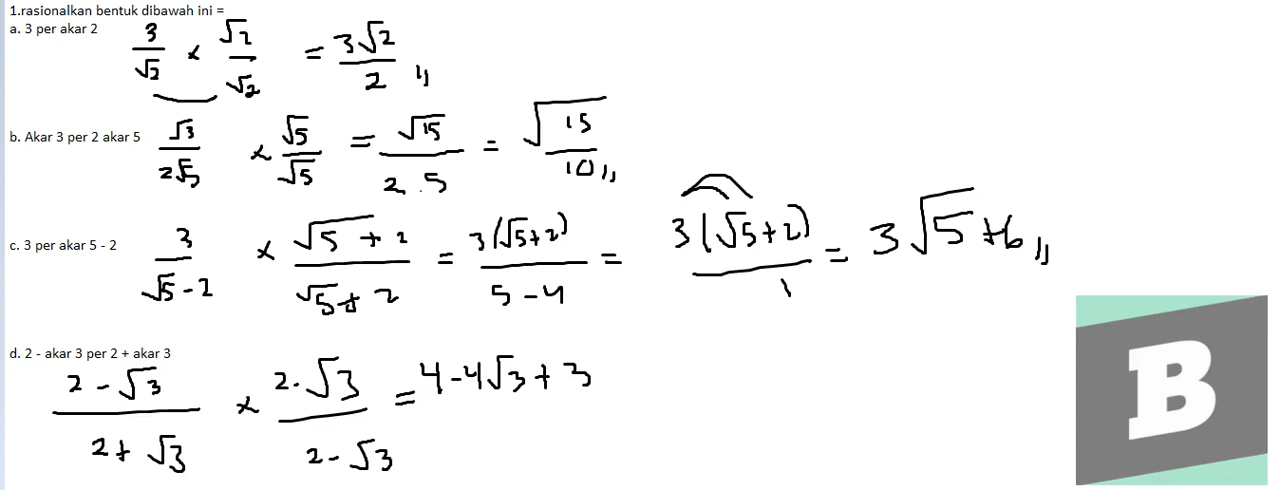 1.rasionalkan bentuk dibawah ini =
a. 3 per akar 2
3/√2 × √2/√2 = 3√2/2 ,,
b. Akar 3 per 2 akar 5
√3/2√5 × √5/√5 = √15/2.5 = √15/10 ,,
c. 3 per akar 5 - 2
3/√5-2 × √5+2/√5+2 = 3(√5+2)/5-4 = 3(√5+2)/1 = 3√5+6 ,,
d. 2 - akar 3 per 2 + akar 3
2-√3/2+√3 × 2-√3/2-√3 = 4-4√3+3
B